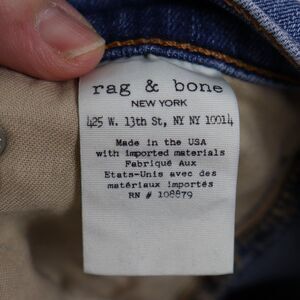 rag & bone
NEW YORK
425 W. 13th St, NY NY 10014
Made in the USA
with imported materials
Fabriqué Aux
Etats-Unis avec des
matériaux importés
RN # 108879